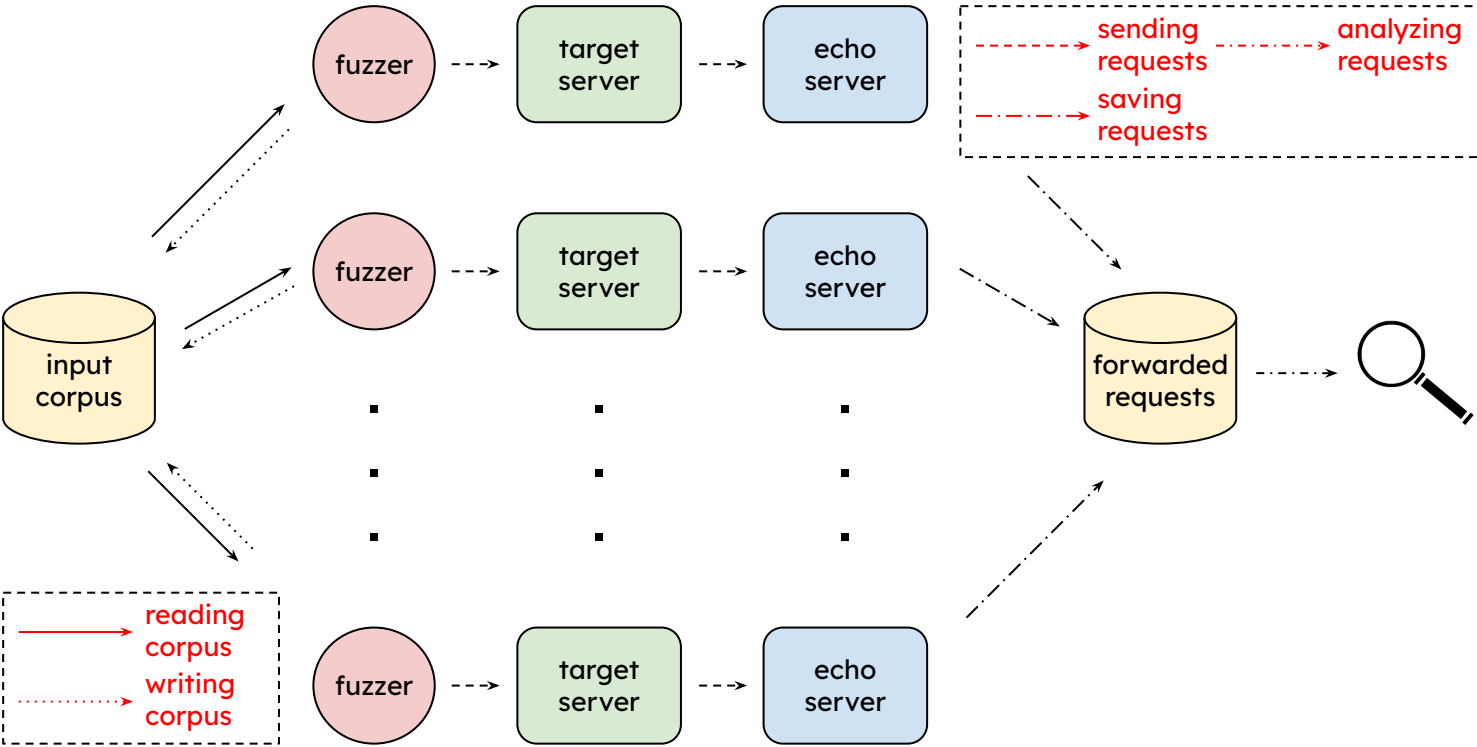 fuzzer
target
server
echo
server
sending
requests
analyzing
requests
saving
requests
fuzzer
target
server
echo
server
input
corpus
forwarded
requests
reading
corpus
writing
corpus
fuzzer
target
server
echo
server